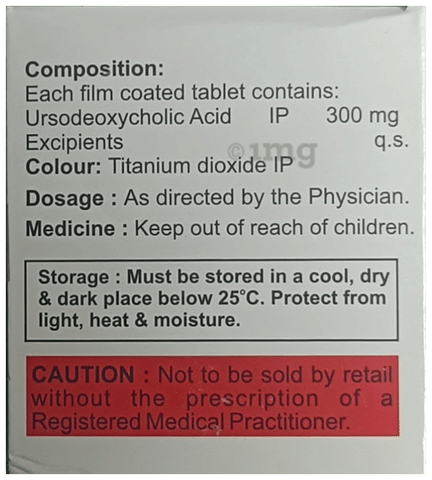 Composition:
Each film coated tablet contains:
Ursodeoxycholic Acid IP 300 mg
Excipients q.s.
©1mg
Colour: Titanium dioxide IP
Dosage : As directed by the Physician.
Medicine : Keep out of reach of children.
Storage : Must be stored in a cool, dry
& dark place below 25°C. Protect from
light, heat & moisture.
CAUTION : Not to be sold by retail
without the prescription of a
Registered Medical Practitioner.